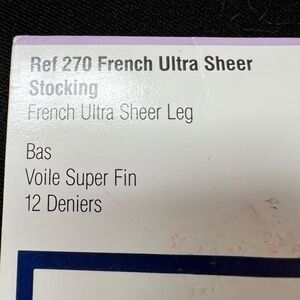 Ref 270 French Ultra Sheer
Stocking
French Ultra Sheer Leg
Bas
Voile Super Fin
12 Deniers